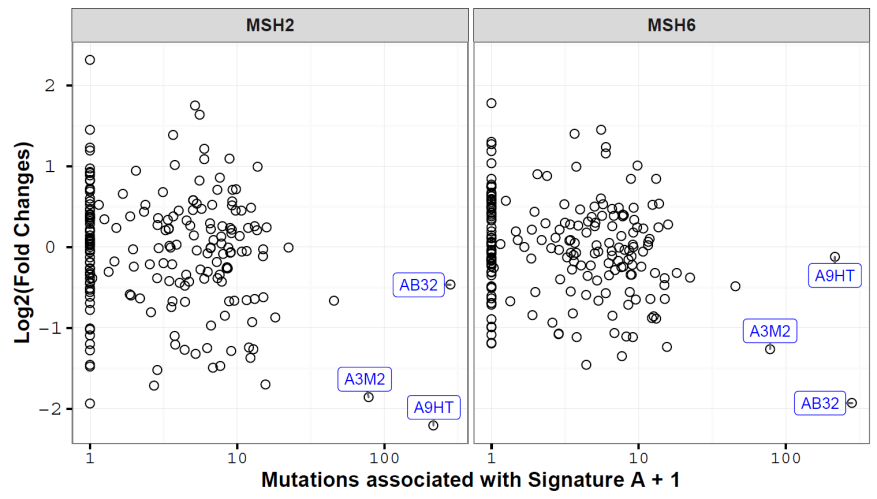 MSH2 MSH6
Log2(Fold Changes)
2
1
0
-1
-2
AB32
A3M2
A9HT
A9HT
A3M2
AB32
1 10 100 1 10 100
Mutations associated with Signature A + 1